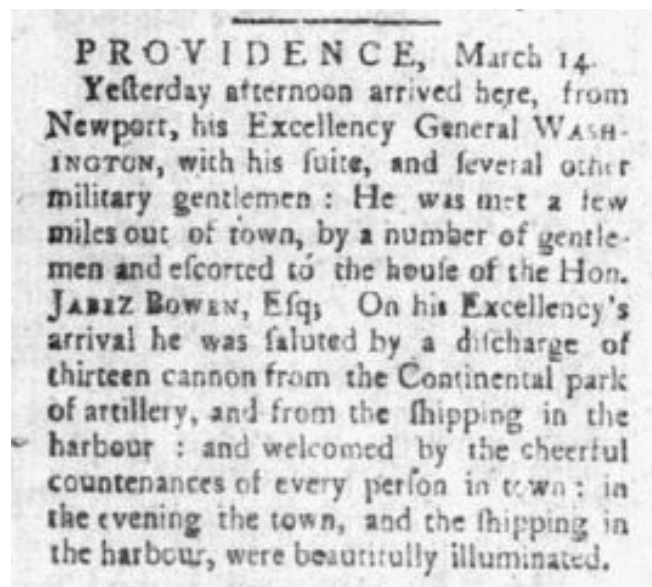 PROVIDENCE, March 14.
Yeſterday afternoon arrived here, from
Newport, his Excellency General WASH-
INGTON, with his ſuite, and ſeveral other
military gentlemen : He was met a few
miles out of town, by a number of gentle-
men and eſcorted to the houſe of the Hon.
JABEZ BOWEN, Eſq; On his Excellency's
arrival he was ſaluted by a diſcharge of
thirteen cannon from the Continental park
of artillery, and from the ſhipping in the
harbour : and welcomed by the cheerful
countenances of every perſon in town : in
the evening the town, and the ſhipping in
the harbour, were beautifully illuminated.